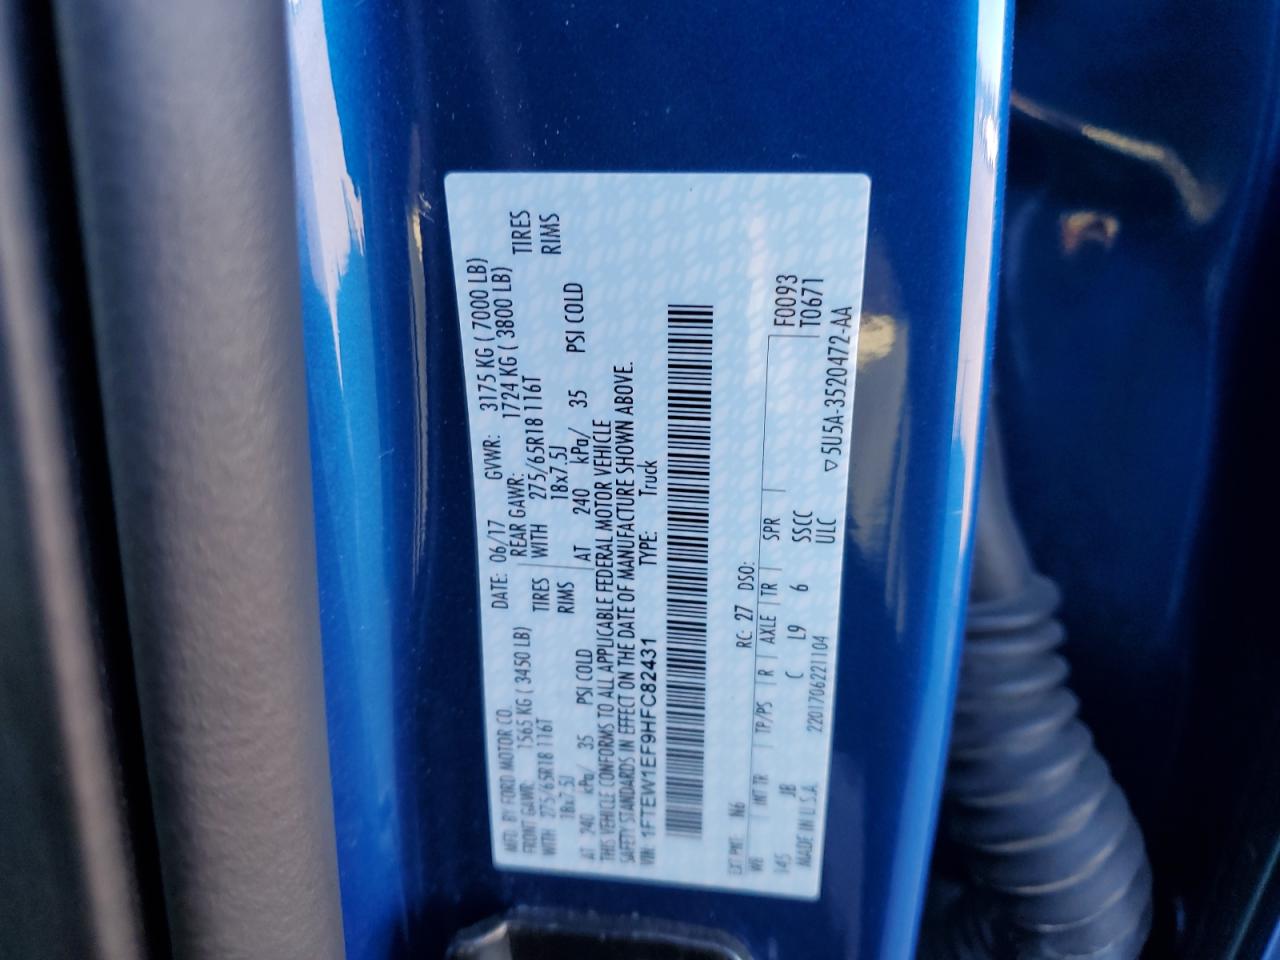 MFD. BY FORD MOTOR CO. DATE: 06/17 GVWR: 3175 KG ( 7000 LB)
FRONT GAWR: 1565 KG ( 3450 LB) REAR GAWR: 1724 KG ( 3800 LB)
WITH 275/65R18 116T TIRES WITH 275/65R18 116T TIRES
18x7.5J RIMS 18x7.5J RIMS
AT 240 kPa/ 35 PSI COLD AT 240 kPa/ 35 PSI COLD
THIS VEHICLE CONFORMS TO ALL APPLICABLE FEDERAL MOTOR VEHICLE
SAFETY STANDARDS IN EFFECT ON THE DATE OF MANUFACTURE SHOWN ABOVE.
VIN: 1FTEW1EF9HFC82431 TYPE: Truck
EXT PNT: N6 RC: 27 DSO:
WB INT TR TP/PS R AXLE TR SPR F0093
145 JB C L9 6 SSCC T0671
MADE IN U.S.A. 2201706221104 ULC ▽5U5A-3520472-AA